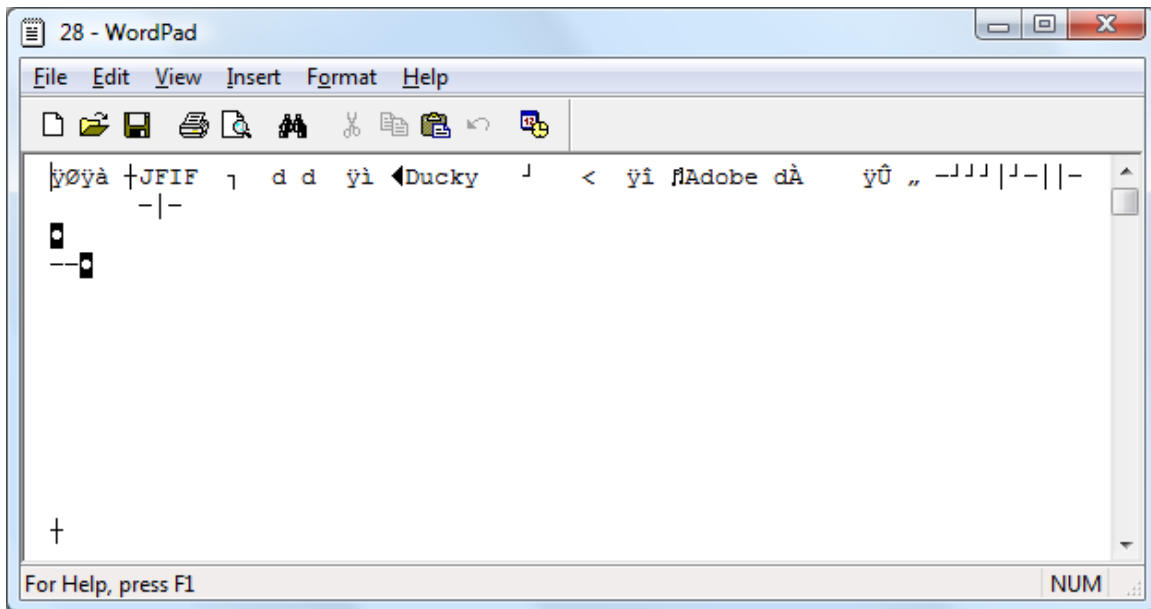 28 - WordPad
File Edit View Insert Format Help
ÿØÿà ┼JFIF ┐ d d ÿì ◄Ducky ┘ < ÿî Adobe dÀ ÿÛ „ ─┘┘┘│┘─││─
─│─
◘
──◘
┼
For Help, press F1 NUM